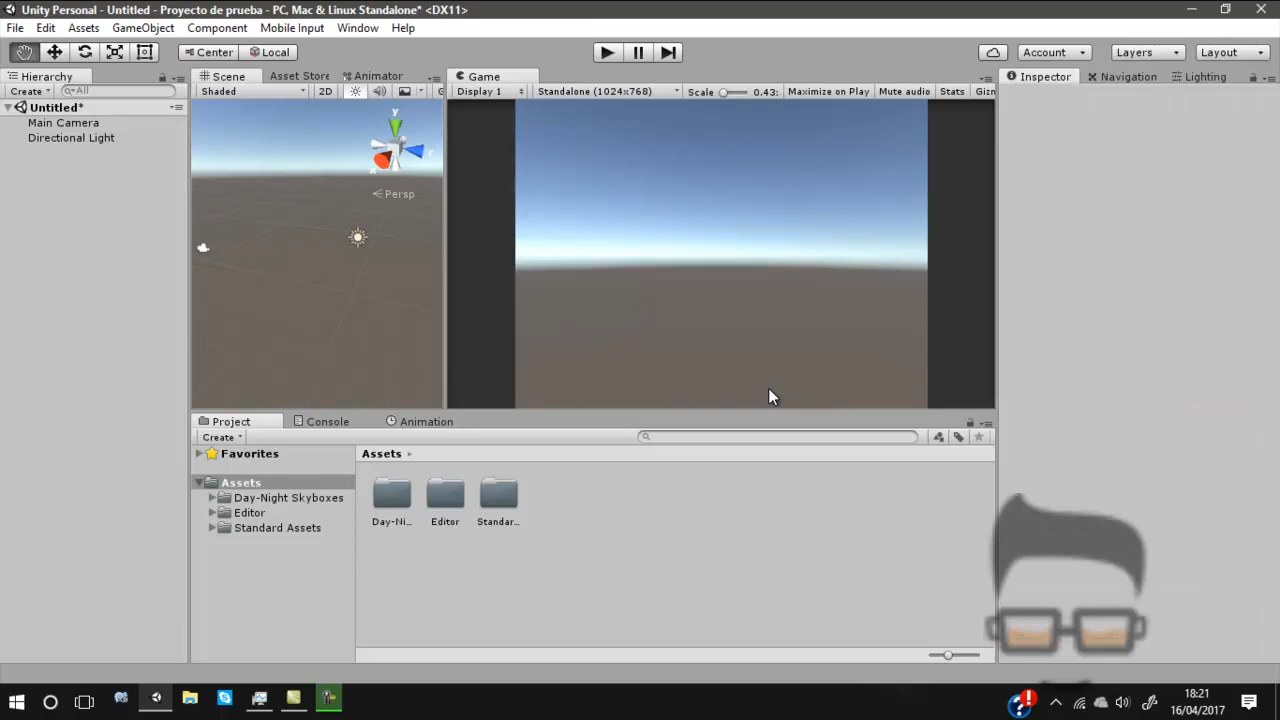 Unity Personal - Untitled - Proyecto de prueba - PC, Mac & Linux Standalone* <DX11>
File Edit Assets GameObject Component Mobile Input Window Help
Center Local Account Layers Layout
Hierarchy Scene Asset Store Animator Game Inspector Navigation Lighting
Create All Shaded 2D Display 1 Standalone (1024x768) Scale 0.43: Maximize on Play Mute audio Stats Gizn
Untitled*
Main Camera
Directional Light
y
z
x
Persp
Project Console Animation
Create
Favorites
Assets
Assets
Day-Night Skyboxes
Editor
Standard Assets
Day-Ni... Editor Standar...
18:21
16/04/2017